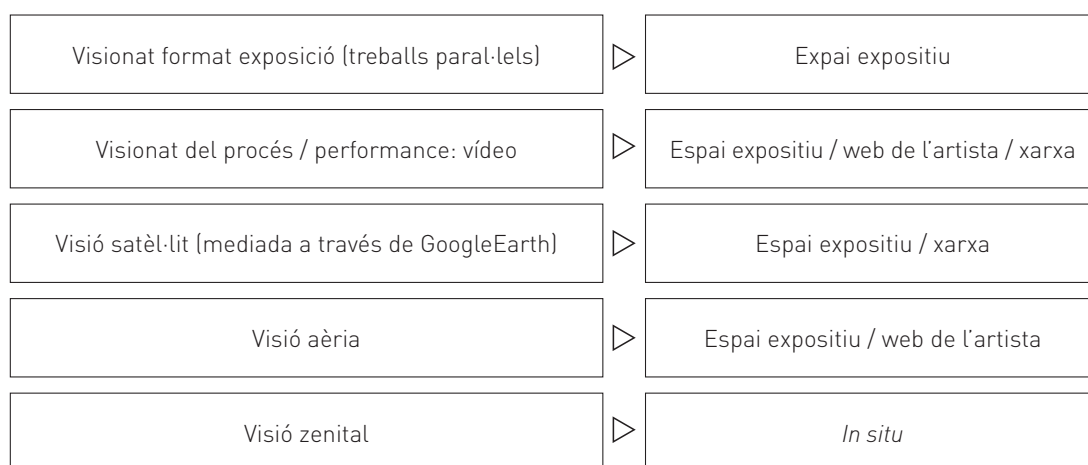 Visionat format exposició (treballs paral·lels)
Expai expositiu
Visionat del procés / performance: vídeo
Espai expositiu / web de l'artista / xarxa
Visió satèl·lit (mediada a través de GoogleEarth)
Espai expositiu / xarxa
Visió aèria
Espai expositiu / web de l'artista
Visió zenital
In situ